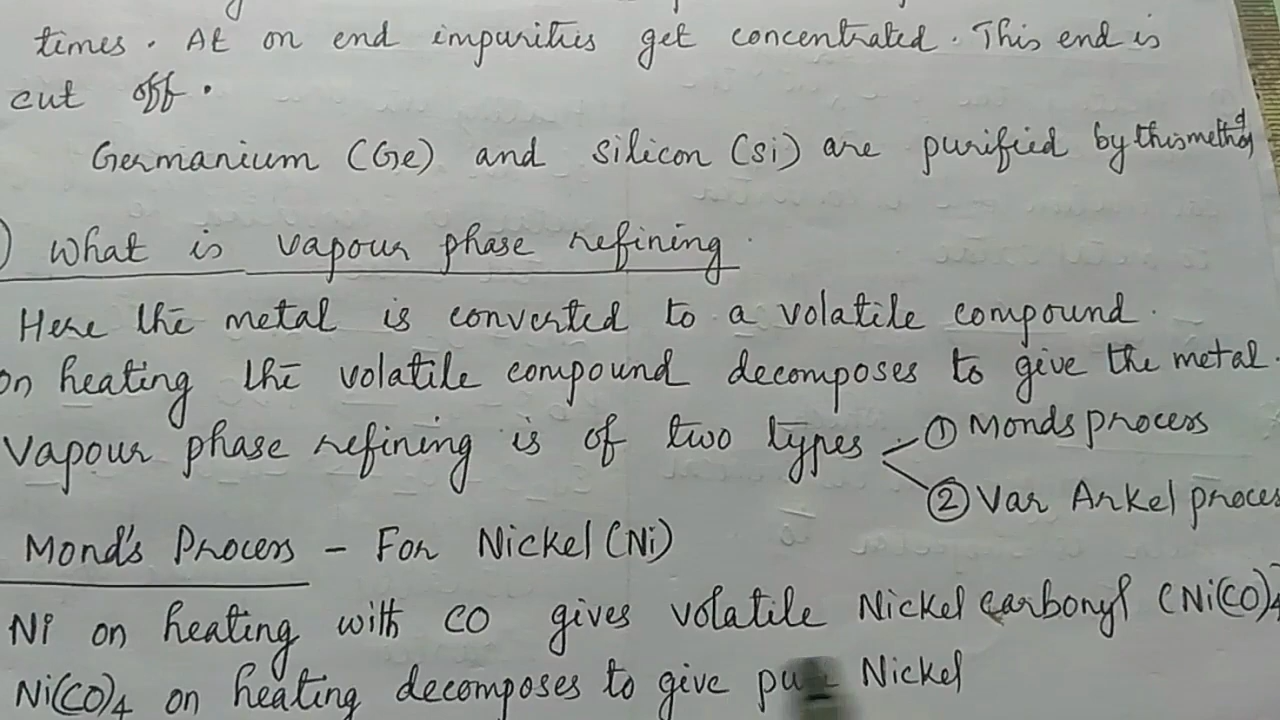 times. At on end impurities get concentrated. This end is
cut off.
Germanium (Ge) and silicon (si) are purified by this method
) What is vapour phase refining.
Here the metal is converted to a volatile compound.
on heating the volatile compound decomposes to give the metal.
Vapour phase refining is of two types ① Monds process
② Var Arkel proces
Mond's Process - For Nickel (Ni)
Ni on heating with CO gives volatile Nickel carbonyl (Ni(CO)4
Ni(CO)4 on heating decomposes to give Nickel